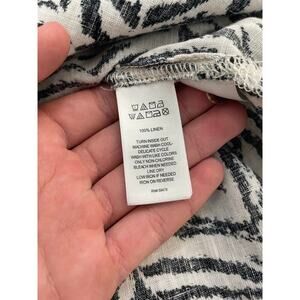 100% LINEN
TURN INSIDE OUT
MACHINE WASH COOL-
DELICATE CYCLE
WASH WITH LIKE COLORS
ONLY NON-CHLORINE
BLEACH WHEN NEEDED
LINE DRY
LOW IRON IF NEEDED
IRON ON REVERSE